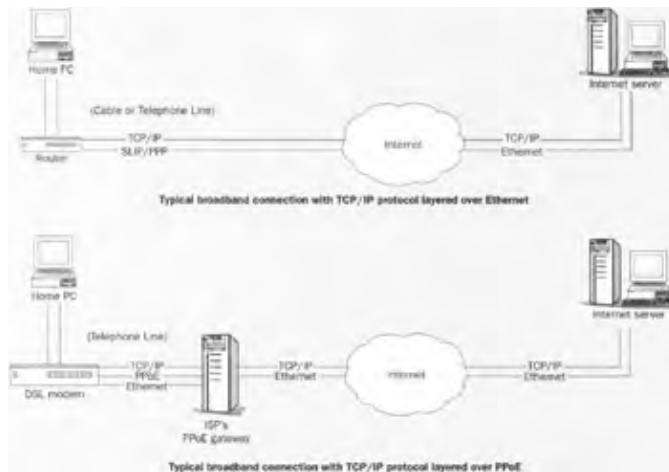 Home PC
Internet server
(Cable or Telephone Line)
TCP/IP
SLIP/PPP
Router
Internet
TCP/IP
Ethernet
Typical broadband connection with TCP/IP protocol layered over Ethernet
Home PC
Internet server
(Telephone Line)
TCP/IP
PPoE
Ethernet
DSL modem
TCP/IP
Ethernet
Internet
TCP/IP
Ethernet
ISP's
PPoE gateway
Typical broadband connection with TCP/IP protocol layered over PPoE